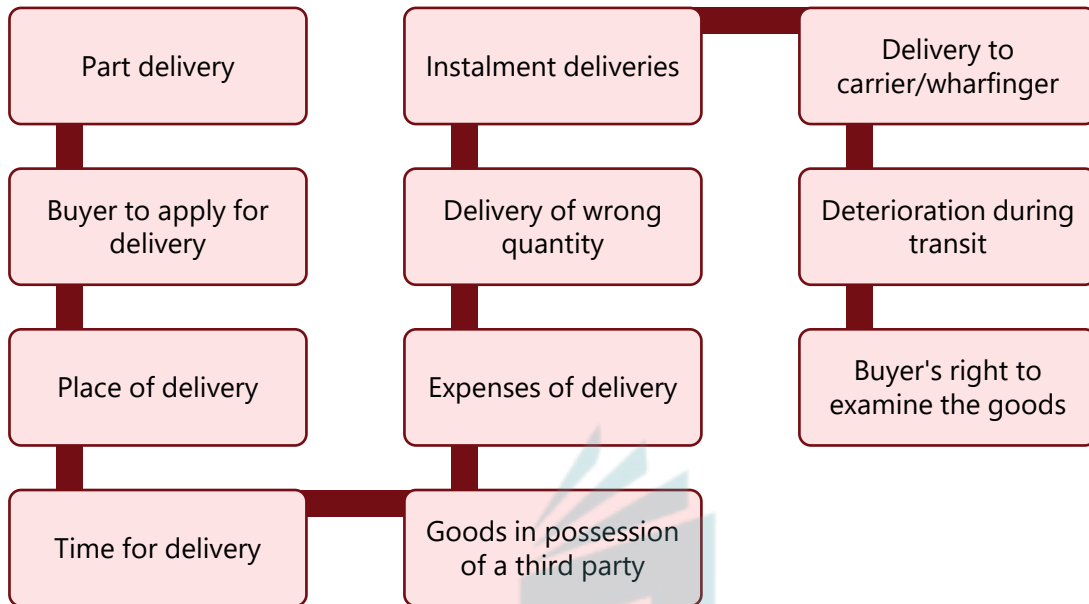 Part delivery
Buyer to apply for
delivery
Place of delivery
Time for delivery
Goods in possession
of a third party
Expenses of delivery
Delivery of wrong
quantity
Instalment deliveries
Delivery to
carrier/wharfinger
Deterioration during
transit
Buyer's right to
examine the goods